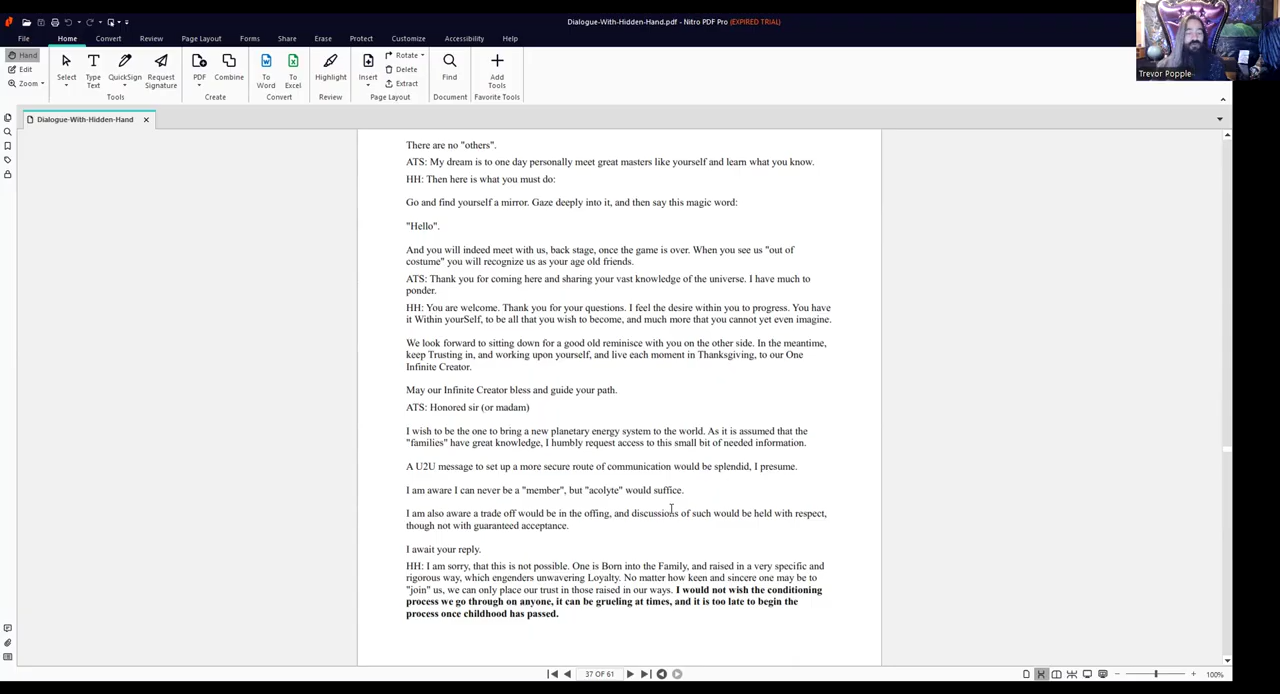 Dialogue-With-Hidden-Hand.pdf - Nitro PDF Pro (EXPIRED TRIAL)
File Home Convert Review Page Layout Forms Share Erase Protect Customize Accessibility Help
Hand
Edit
Zoom
Select
Type Text
QuickSign
Request Signature
Tools
PDF
Combine
Create
To Word
To Excel
Convert
Highlight
Review
Insert
Rotate
Delete
Extract
Page Layout
Find
Document
Add Tools
Favorite Tools
Trevor Popple
Dialogue-With-Hidden-Hand
There are no "others".
ATS: My dream is to one day personally meet great masters like yourself and learn what you know.
HH: Then here is what you must do:
Go and find yourself a mirror. Gaze deeply into it, and then say this magic word:
"Hello".
And you will indeed meet with us, back stage, once the game is over. When you see us "out of
costume" you will recognize us as your age old friends.
ATS: Thank you for coming here and sharing your vast knowledge of the universe. I have much to
ponder.
HH: You are welcome. Thank you for your questions. I feel the desire within you to progress. You have
it Within yourSelf, to be all that you wish to become, and much more that you cannot yet even imagine.
We look forward to sitting down for a good old reminisce with you on the other side. In the meantime,
keep Trusting in, and working upon yourself, and live each moment in Thanksgiving, to our One
Infinite Creator.
May our Infinite Creator bless and guide your path.
ATS: Honored sir (or madam)
I wish to be the one to bring a new planetary energy system to the world. As it is assumed that the
"families" have great knowledge, I humbly request access to this small bit of needed information.
A U2U message to set up a more secure route of communication would be splendid, I presume.
I am aware I can never be a "member", but "acolyte" would suffice.
I am also aware a trade off would be in the offing, and discussions of such would be held with respect,
though not with guaranteed acceptance.
I await your reply.
HH: I am sorry, that this is not possible. One is Born into the Family, and raised in a very specific and
rigorous way, which engenders unwavering Loyalty. No matter how keen and sincere one may be to
"join" us, we can only place our trust in those raised in our ways. I would not wish the conditioning
process we go through on anyone, it can be grueling at times, and it is too late to begin the
process once childhood has passed.
37 OF 61
100%